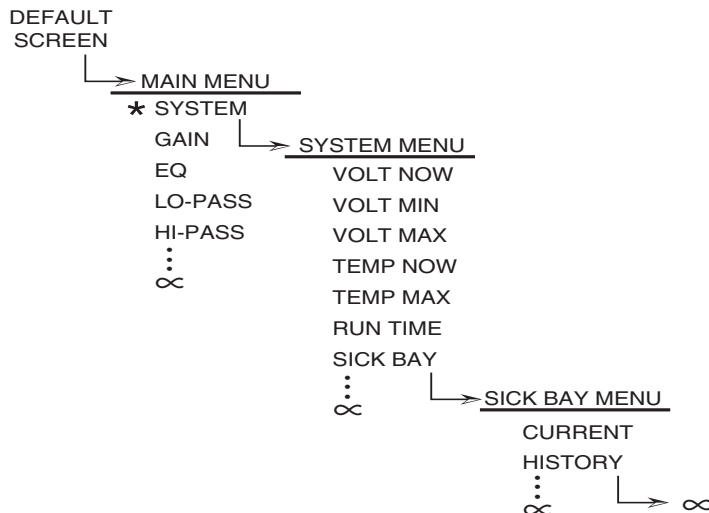 DEFAULT
SCREEN
MAIN MENU
* SYSTEM
GAIN
EQ
LO-PASS
HI-PASS
∝
SYSTEM MENU
VOLT NOW
VOLT MIN
VOLT MAX
TEMP NOW
TEMP MAX
RUN TIME
SICK BAY
∝
SICK BAY MENU
CURRENT
HISTORY
∝
∝